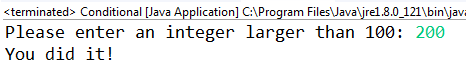 <terminated> Conditional [Java Application] C:\Program Files\Java\jre1.8.0_121\bin\java
Please enter an integer larger than 100: 200
You did it!